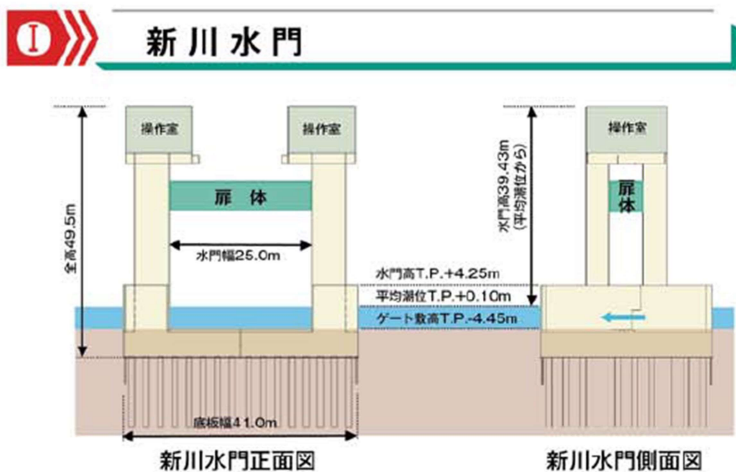 I
新川水門
操作室
操作室
操作室
扉体
扉
体
全高49.5m
水門幅25.0m
水門高39.43m
(平均潮位から)
水門高T.P.+4.25m
平均潮位T.P.+0.10m
ゲート敷高T.P.-4.45m
底板幅41.0m
新川水門正面図
新川水門側面図